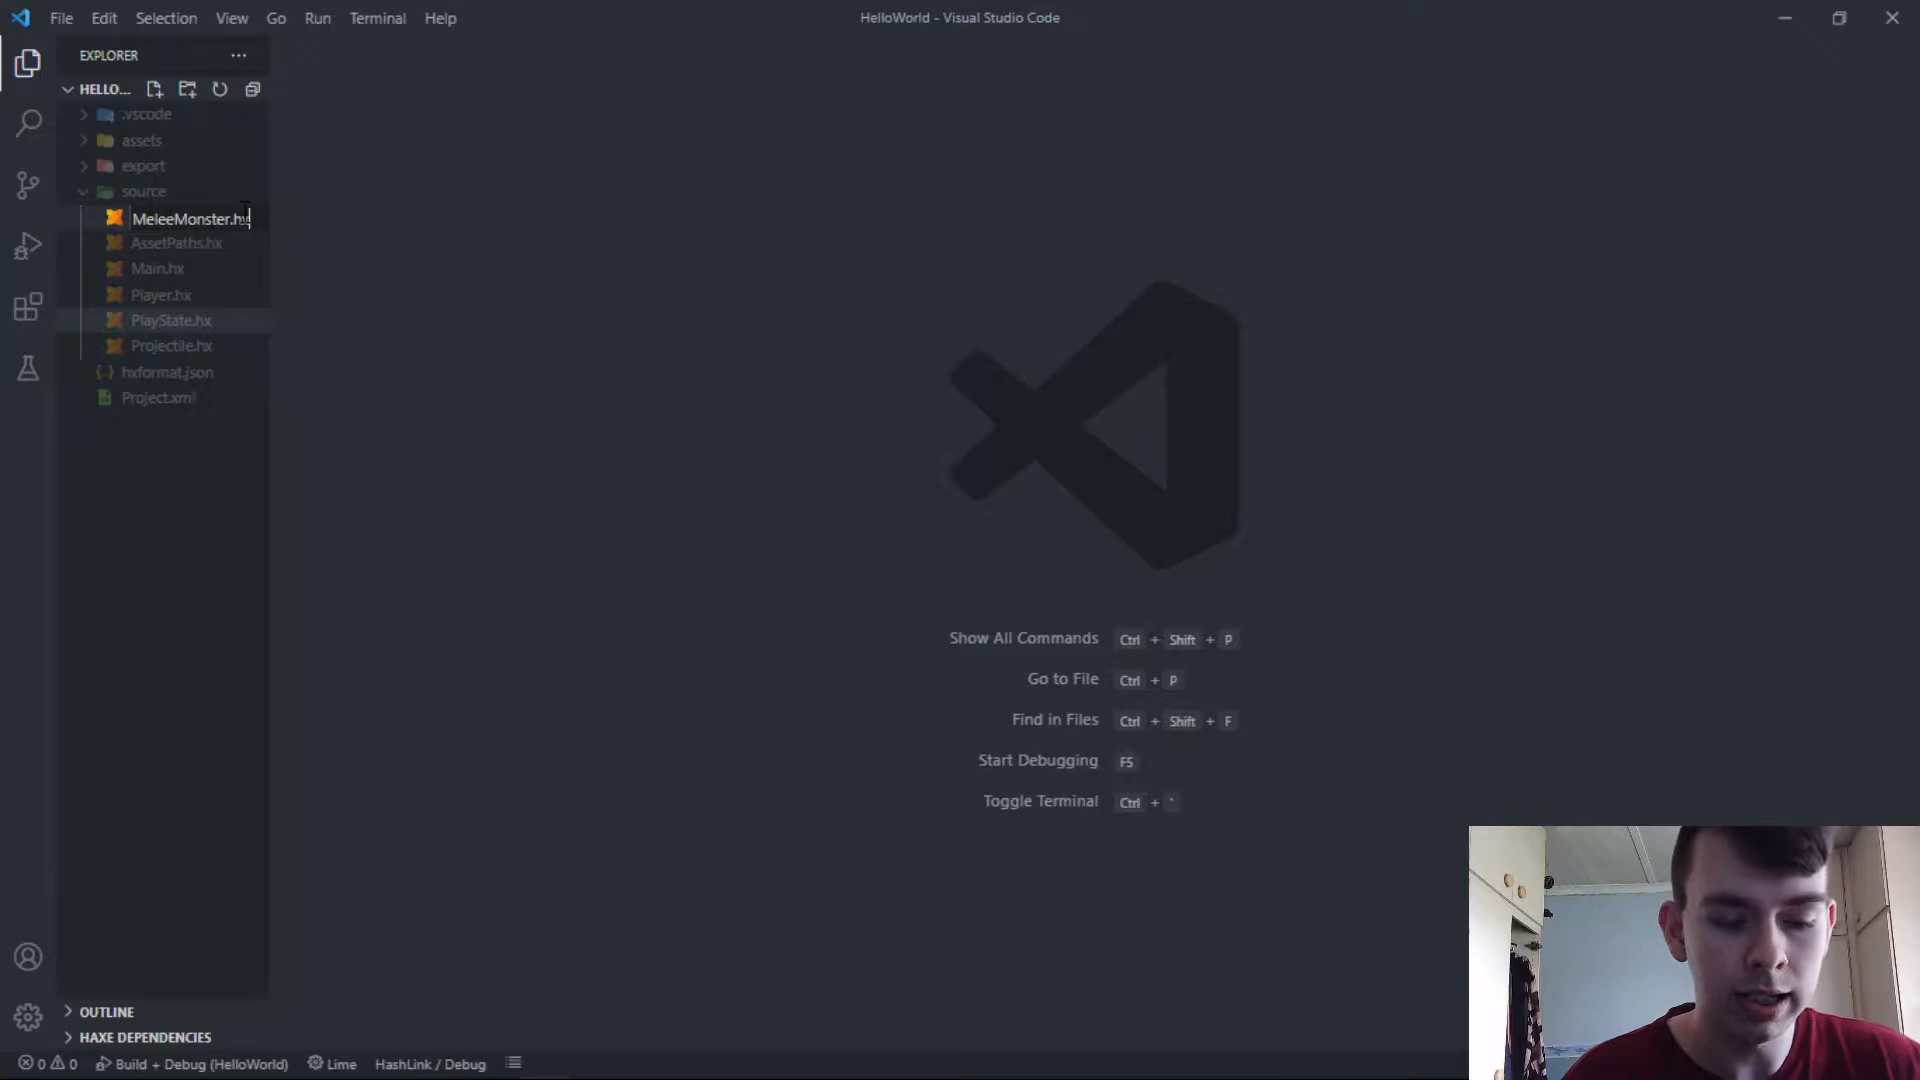 File Edit Selection View Go Run Terminal Help
HelloWorld - Visual Studio Code
EXPLORER
HELLO...
.vscode
assets
export
source
MeleeMonster.hx
AssetPaths.hx
Main.hx
Player.hx
PlayState.hx
Projectile.hx
hxformat.json
Project.xml
Show All Commands Ctrl + Shift + P
Go to File Ctrl + P
Find in Files Ctrl + Shift + F
Start Debugging F5
Toggle Terminal Ctrl + `
OUTLINE
HAXE DEPENDENCIES
0 0 Build + Debug (HelloWorld) Lime HashLink / Debug